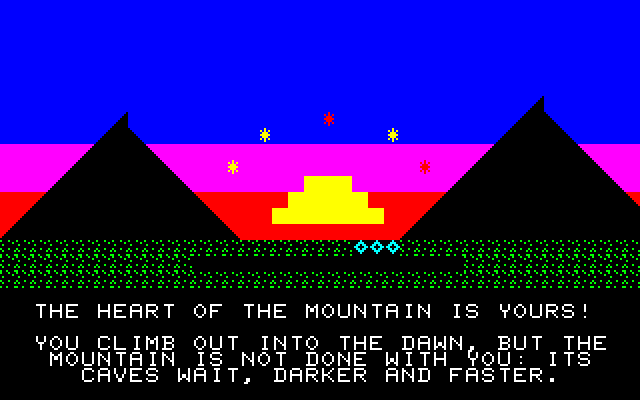 THE HEART OF THE MOUNTAIN IS YOURS!
YOU CLIMB OUT INTO THE DAWN, BUT THE
MOUNTAIN IS NOT DONE WITH YOU: ITS
CAVES WAIT, DARKER AND FASTER.